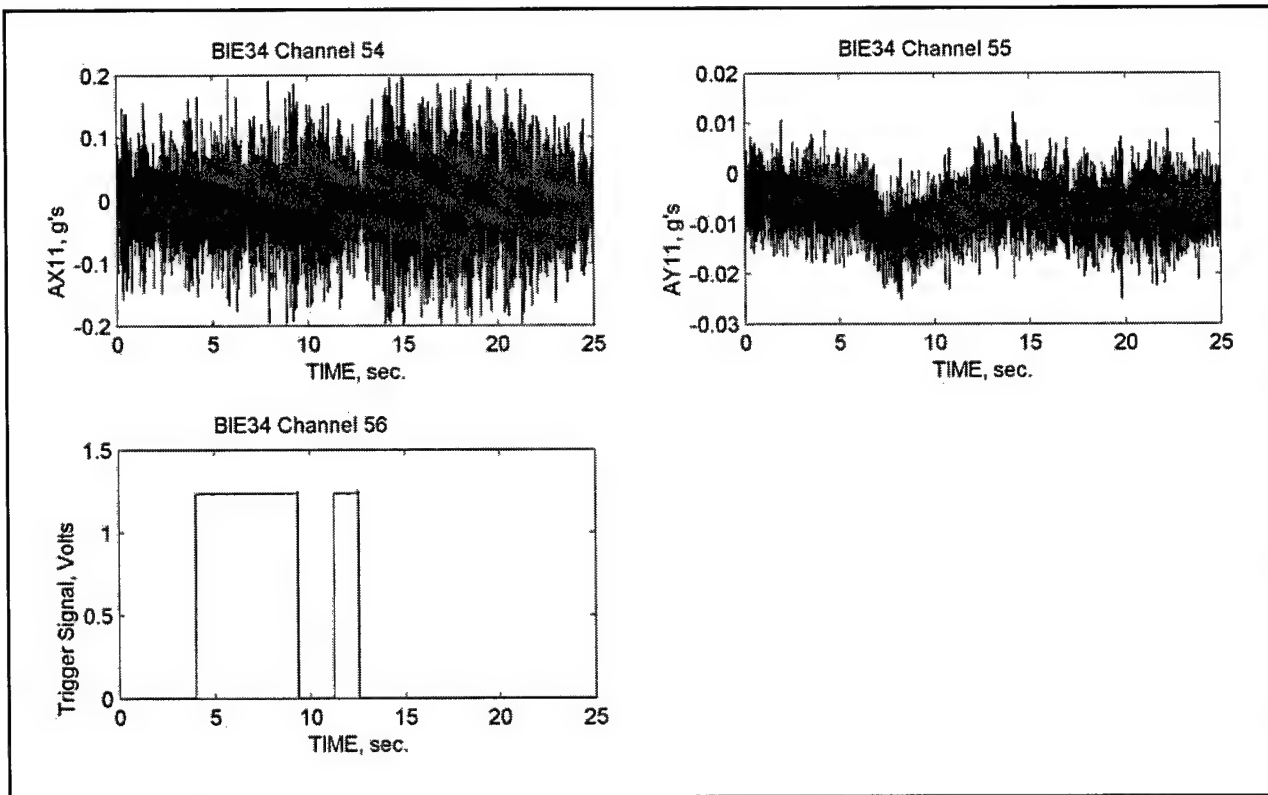 BIE34 Channel 54
0.2
0.1
0
-0.1
-0.2
AX11, g's
0 5 10 15 20 25
TIME, sec.
BIE34 Channel 55
0.02
0.01
0
-0.01
-0.02
-0.03
AY11, g's
0 5 10 15 20 25
TIME, sec.
BIE34 Channel 56
1.5
1
0.5
0
Trigger Signal, Volts
0 5 10 15 20 25
TIME, sec.